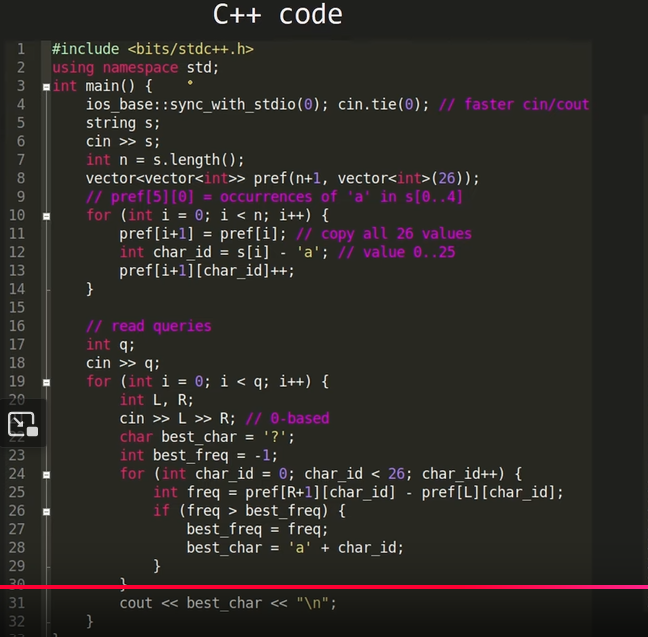 C++ code
1 #include <bits/stdc++.h>
2 using namespace std;
3 int main() {
4 ios_base::sync_with_stdio(0); cin.tie(0); // faster cin/cout
5 string s;
6 cin >> s;
7 int n = s.length();
8 vector<vector<int>> pref(n+1, vector<int>(26));
9 // pref[5][0] = occurrences of 'a' in s[0..4]
10 for (int i = 0; i < n; i++) {
11 pref[i+1] = pref[i]; // copy all 26 values
12 int char_id = s[i] - 'a'; // value 0..25
13 pref[i+1][char_id]++;
14 }
15
16 // read queries
17 int q;
18 cin >> q;
19 for (int i = 0; i < q; i++) {
20 int L, R;
cin >> L >> R; // 0-based
22 char best_char = '?';
23 int best_freq = -1;
24 for (int char_id = 0; char_id < 26; char_id++) {
25 int freq = pref[R+1][char_id] - pref[L][char_id];
26 if (freq > best_freq) {
27 best_freq = freq;
28 best_char = 'a' + char_id;
29 }
30 }
31 cout << best_char << "\n";
32 }